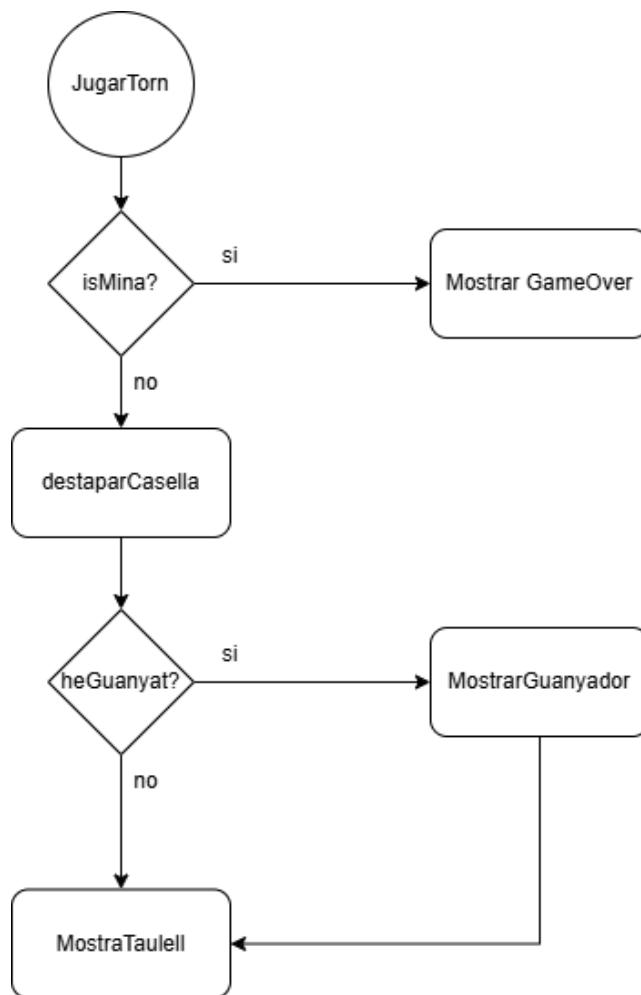 JugarTorn
isMina?
si
Mostrar GameOver
no
destaparCasella
heGuanyat?
si
MostrarGuanyador
no
MostraTaulell